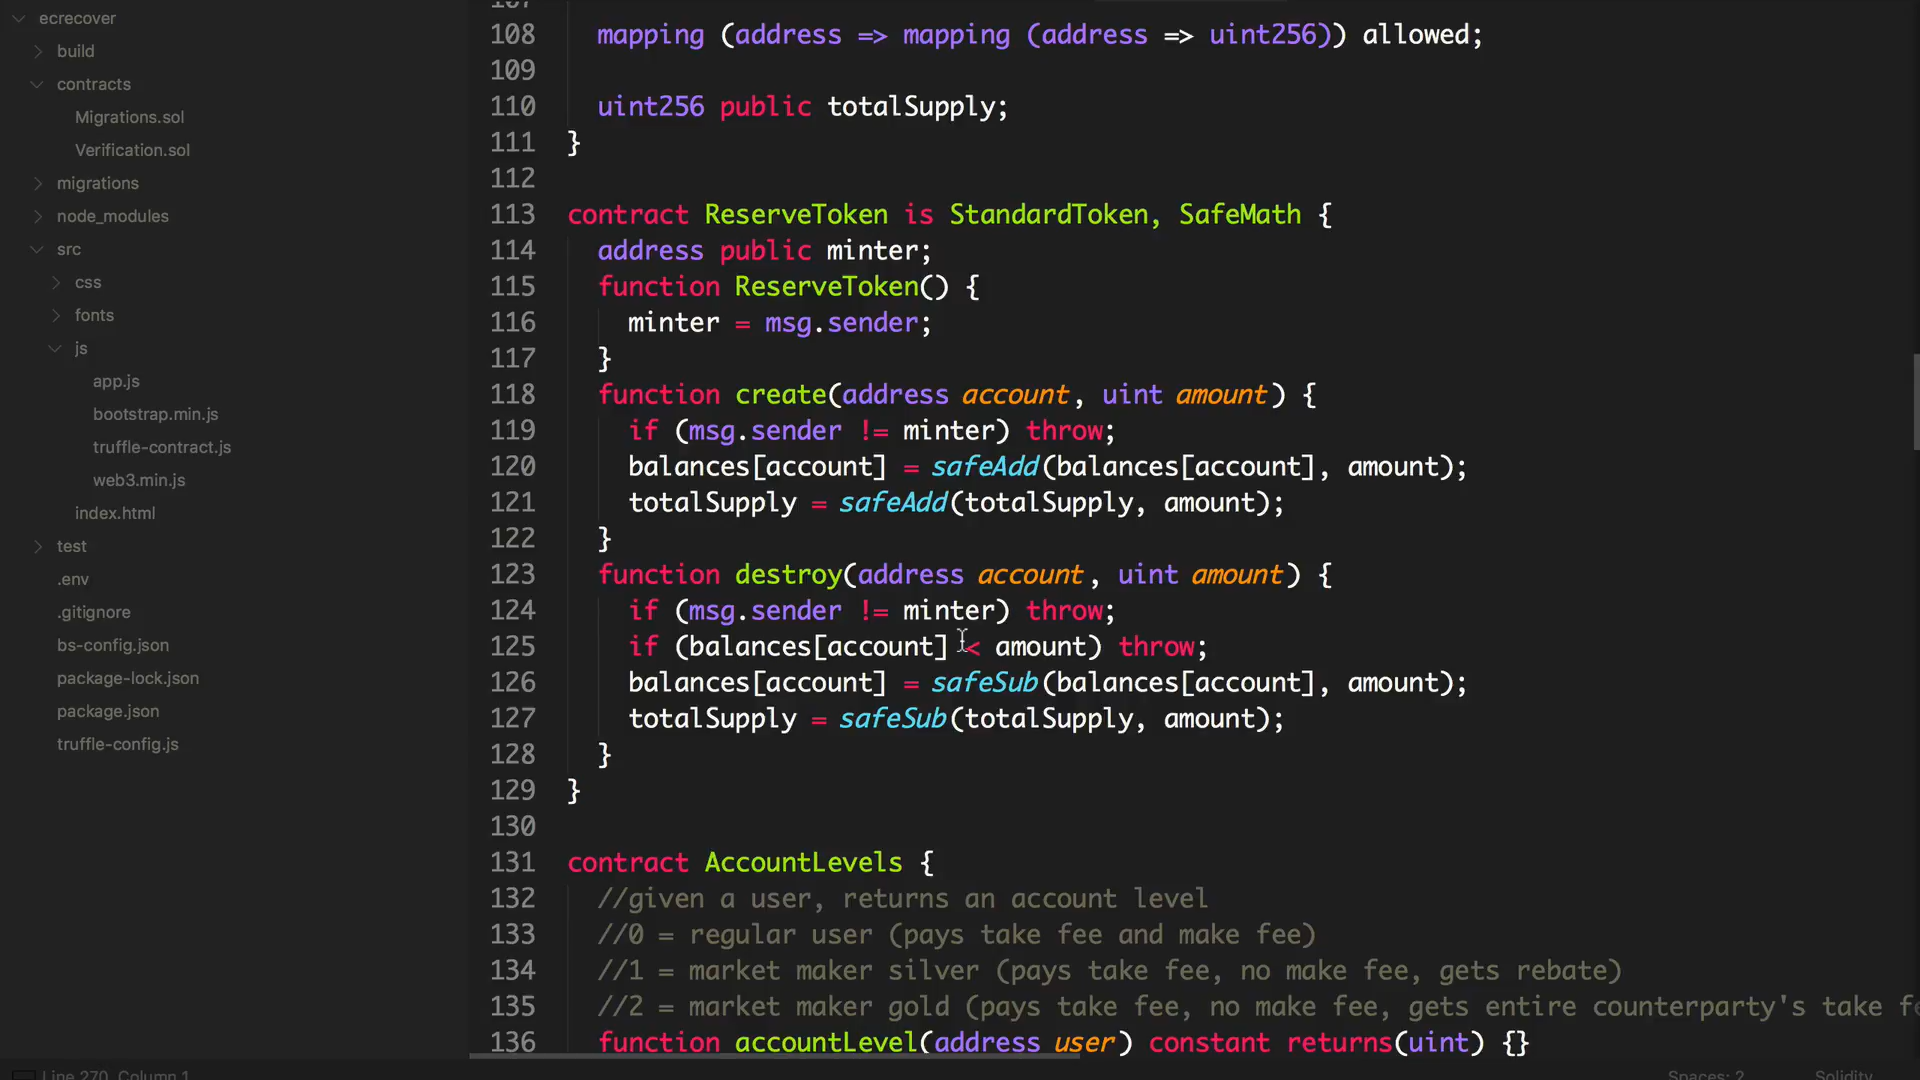 ecrecover
build
contracts
Migrations.sol
Verification.sol
migrations
node_modules
src
css
fonts
js
app.js
bootstrap.min.js
truffle-contract.js
web3.min.js
index.html
test
.env
.gitignore
bs-config.json
package-lock.json
package.json
truffle-config.js
107
108 mapping (address => mapping (address => uint256)) allowed;
109
110 uint256 public totalSupply;
111 }
112
113 contract ReserveToken is StandardToken, SafeMath {
114 address public minter;
115 function ReserveToken() {
116 minter = msg.sender;
117 }
118 function create(address account, uint amount) {
119 if (msg.sender != minter) throw;
120 balances[account] = safeAdd(balances[account], amount);
121 totalSupply = safeAdd(totalSupply, amount);
122 }
123 function destroy(address account, uint amount) {
124 if (msg.sender != minter) throw;
125 if (balances[account] < amount) throw;
126 balances[account] = safeSub(balances[account], amount);
127 totalSupply = safeSub(totalSupply, amount);
128 }
129 }
130
131 contract AccountLevels {
132 //given a user, returns an account level
133 //0 = regular user (pays take fee and make fee)
134 //1 = market maker silver (pays take fee, no make fee, gets rebate)
135 //2 = market maker gold (pays take fee, no make fee, gets entire counterparty's take
136 function accountLevel(address user) constant returns(uint) {}
Line 270, Column 1
Spaces: 2
Solidity